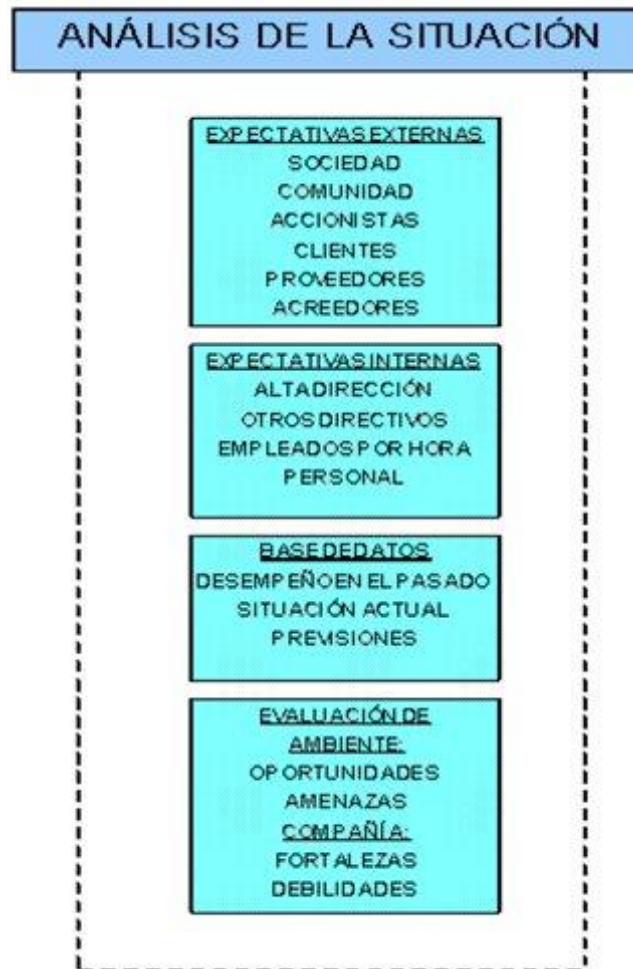 ANÁLISIS DE LA SITUACIÓN
EXPECTATIVAS EXTERNAS
SOCIEDAD
COMUNIDAD
ACCIONISTAS
CLIENTES
PROVEEDORES
ACREEDORES
EXPECTATIVAS INTERNAS
ALTA DIRECCIÓN
OTROS DIRECTIVOS
EMPLEADOS POR HORA
PERSONAL
BASE DE DATOS
DESEMPEÑO EN EL PASADO
SITUACIÓN ACTUAL
PREVISIONES
EVALUACIÓN DE
AMBIENTE:
OPORTUNIDADES
AMENAZAS
COMPAÑÍA:
FORTALEZAS
DEBILIDADES